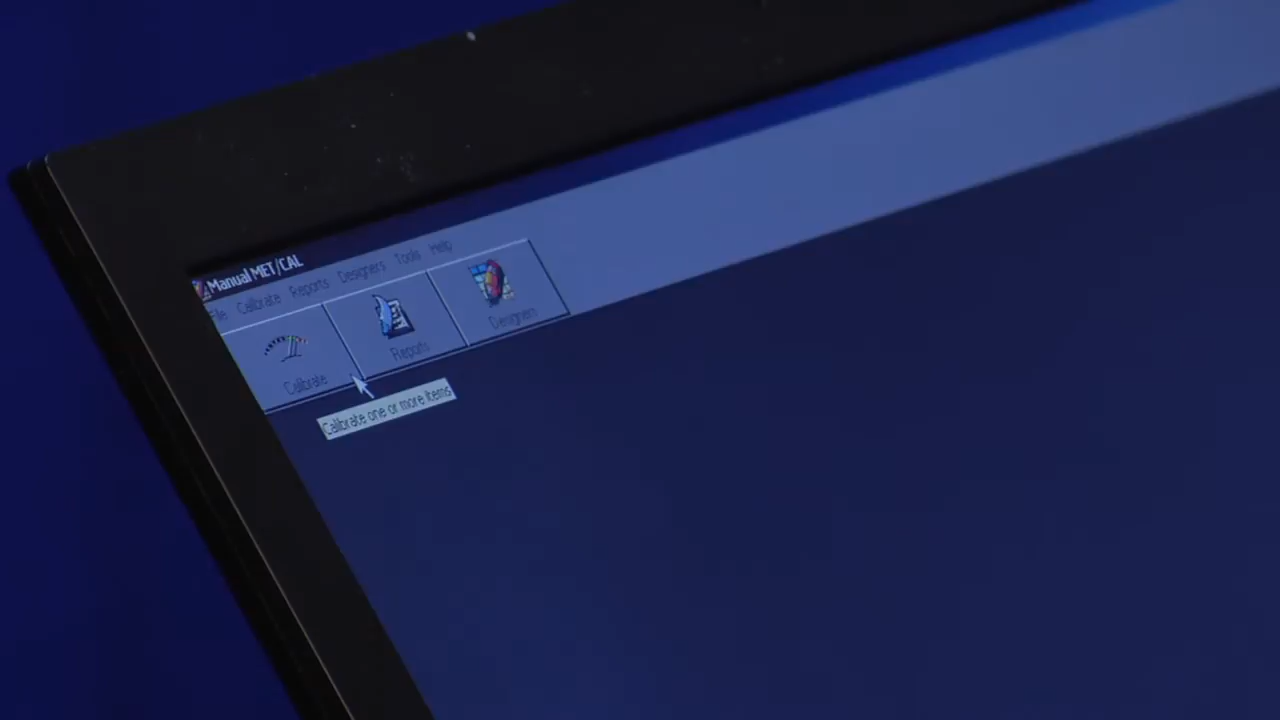 Manual MET/CAL
File Calibrate Reports Designers Tools Help
Calibrate Reports Designers
Calibrate one or more items